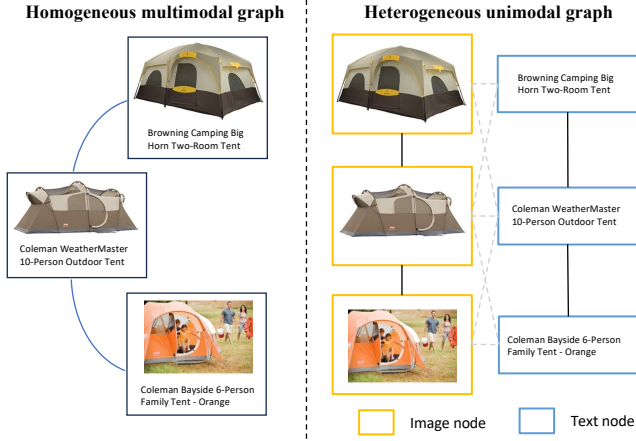 Homogeneous multimodal graph
Browning Camping Big
Horn Two-Room Tent
Coleman WeatherMaster
10-Person Outdoor Tent
Coleman Bayside 6-Person
Family Tent - Orange
Heterogeneous unimodal graph
Browning Camping Big
Horn Two-Room Tent
Coleman WeatherMaster
10-Person Outdoor Tent
Coleman Bayside 6-Person
Family Tent - Orange
Image node
Text node